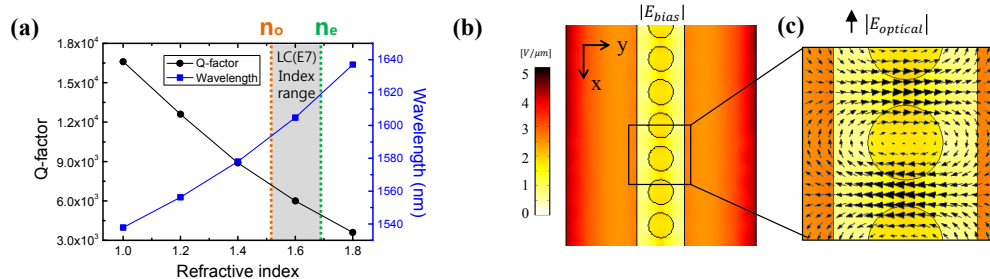 (a)
n_o n_e
1.8x10⁴
1.5x10⁴
1.2x10⁴
9.0x10³
6.0x10³
3.0x10³
Q-factor
Q-factor
Wavelength
LC(E7)
Index
range
1640
1620
1600
1580
1560
1540
Wavelength (nm)
1.0 1.2 1.4 1.6 1.8
Refractive index
(b)
|E_bias|
[V/μm]
5
4
3
2
1
0
y
x
(c)
|E_optical|